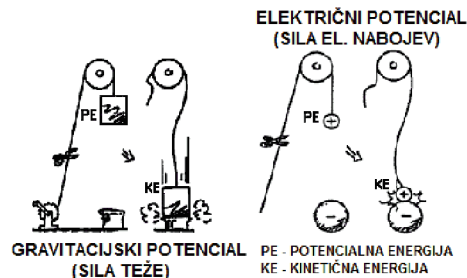 ELEKTRIČNI POTENCIAL
(SILA EL. NABOJEV)
PE
PE
+
KE
KE
+
-
-
GRAVITACIJSKI POTENCIAL
(SILA TEŽE)
PE - POTENCIALNA ENERGIJA
KE - KINETIČNA ENERGIJA